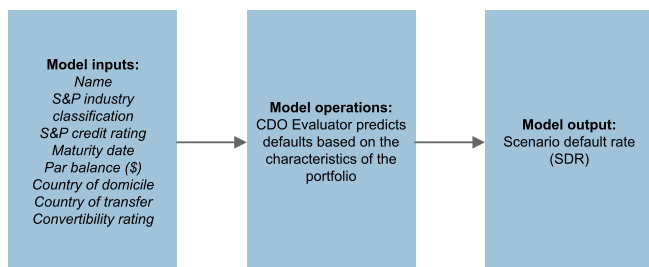 Model inputs:
Name
S&P industry
classification
S&P credit rating
Maturity date
Par balance ($)
Country of domicile
Country of transfer
Convertibility rating
Model operations:
CDO Evaluator predicts
defaults based on the
characteristics of the
portfolio
Model output:
Scenario default rate
(SDR)